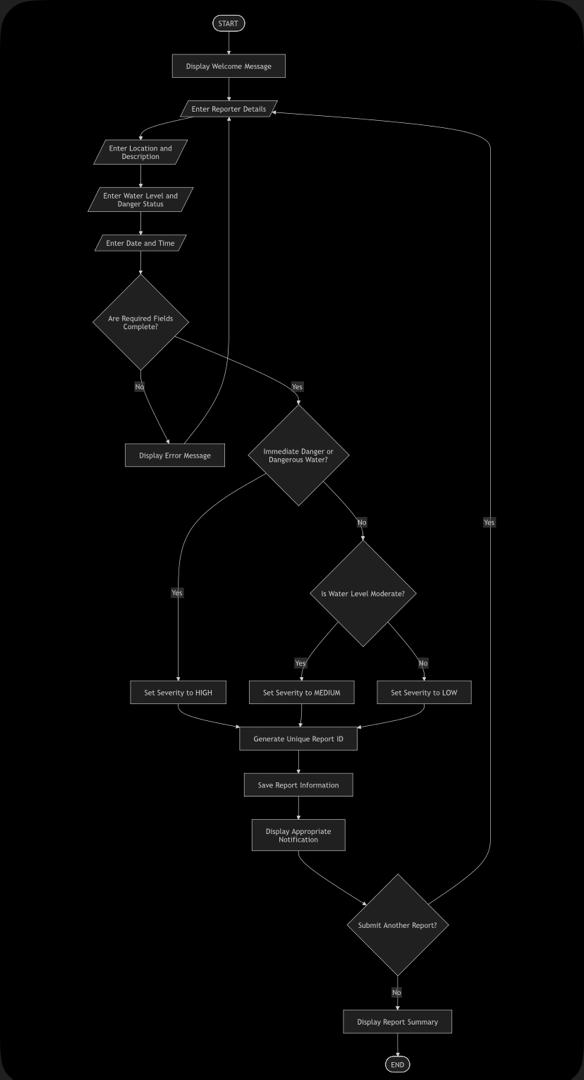 START
Display Welcome Message
Enter Reporter Details
Enter Location and
Description
Enter Water Level and
Danger Status
Enter Date and Time
Are Required Fields
Complete?
No
Yes
Display Error Message
Immediate Danger or
Dangerous Water?
No
Yes
Yes
Is Water Level Moderate?
Yes
No
Set Severity to HIGH
Set Severity to MEDIUM
Set Severity to LOW
Generate Unique Report ID
Save Report Information
Display Appropriate
Notification
Submit Another Report?
No
Display Report Summary
END